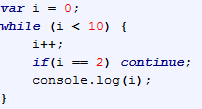 var i = 0;
while (i < 10) {
    i++;
    if(i == 2) continue;
    console.log(i);
}